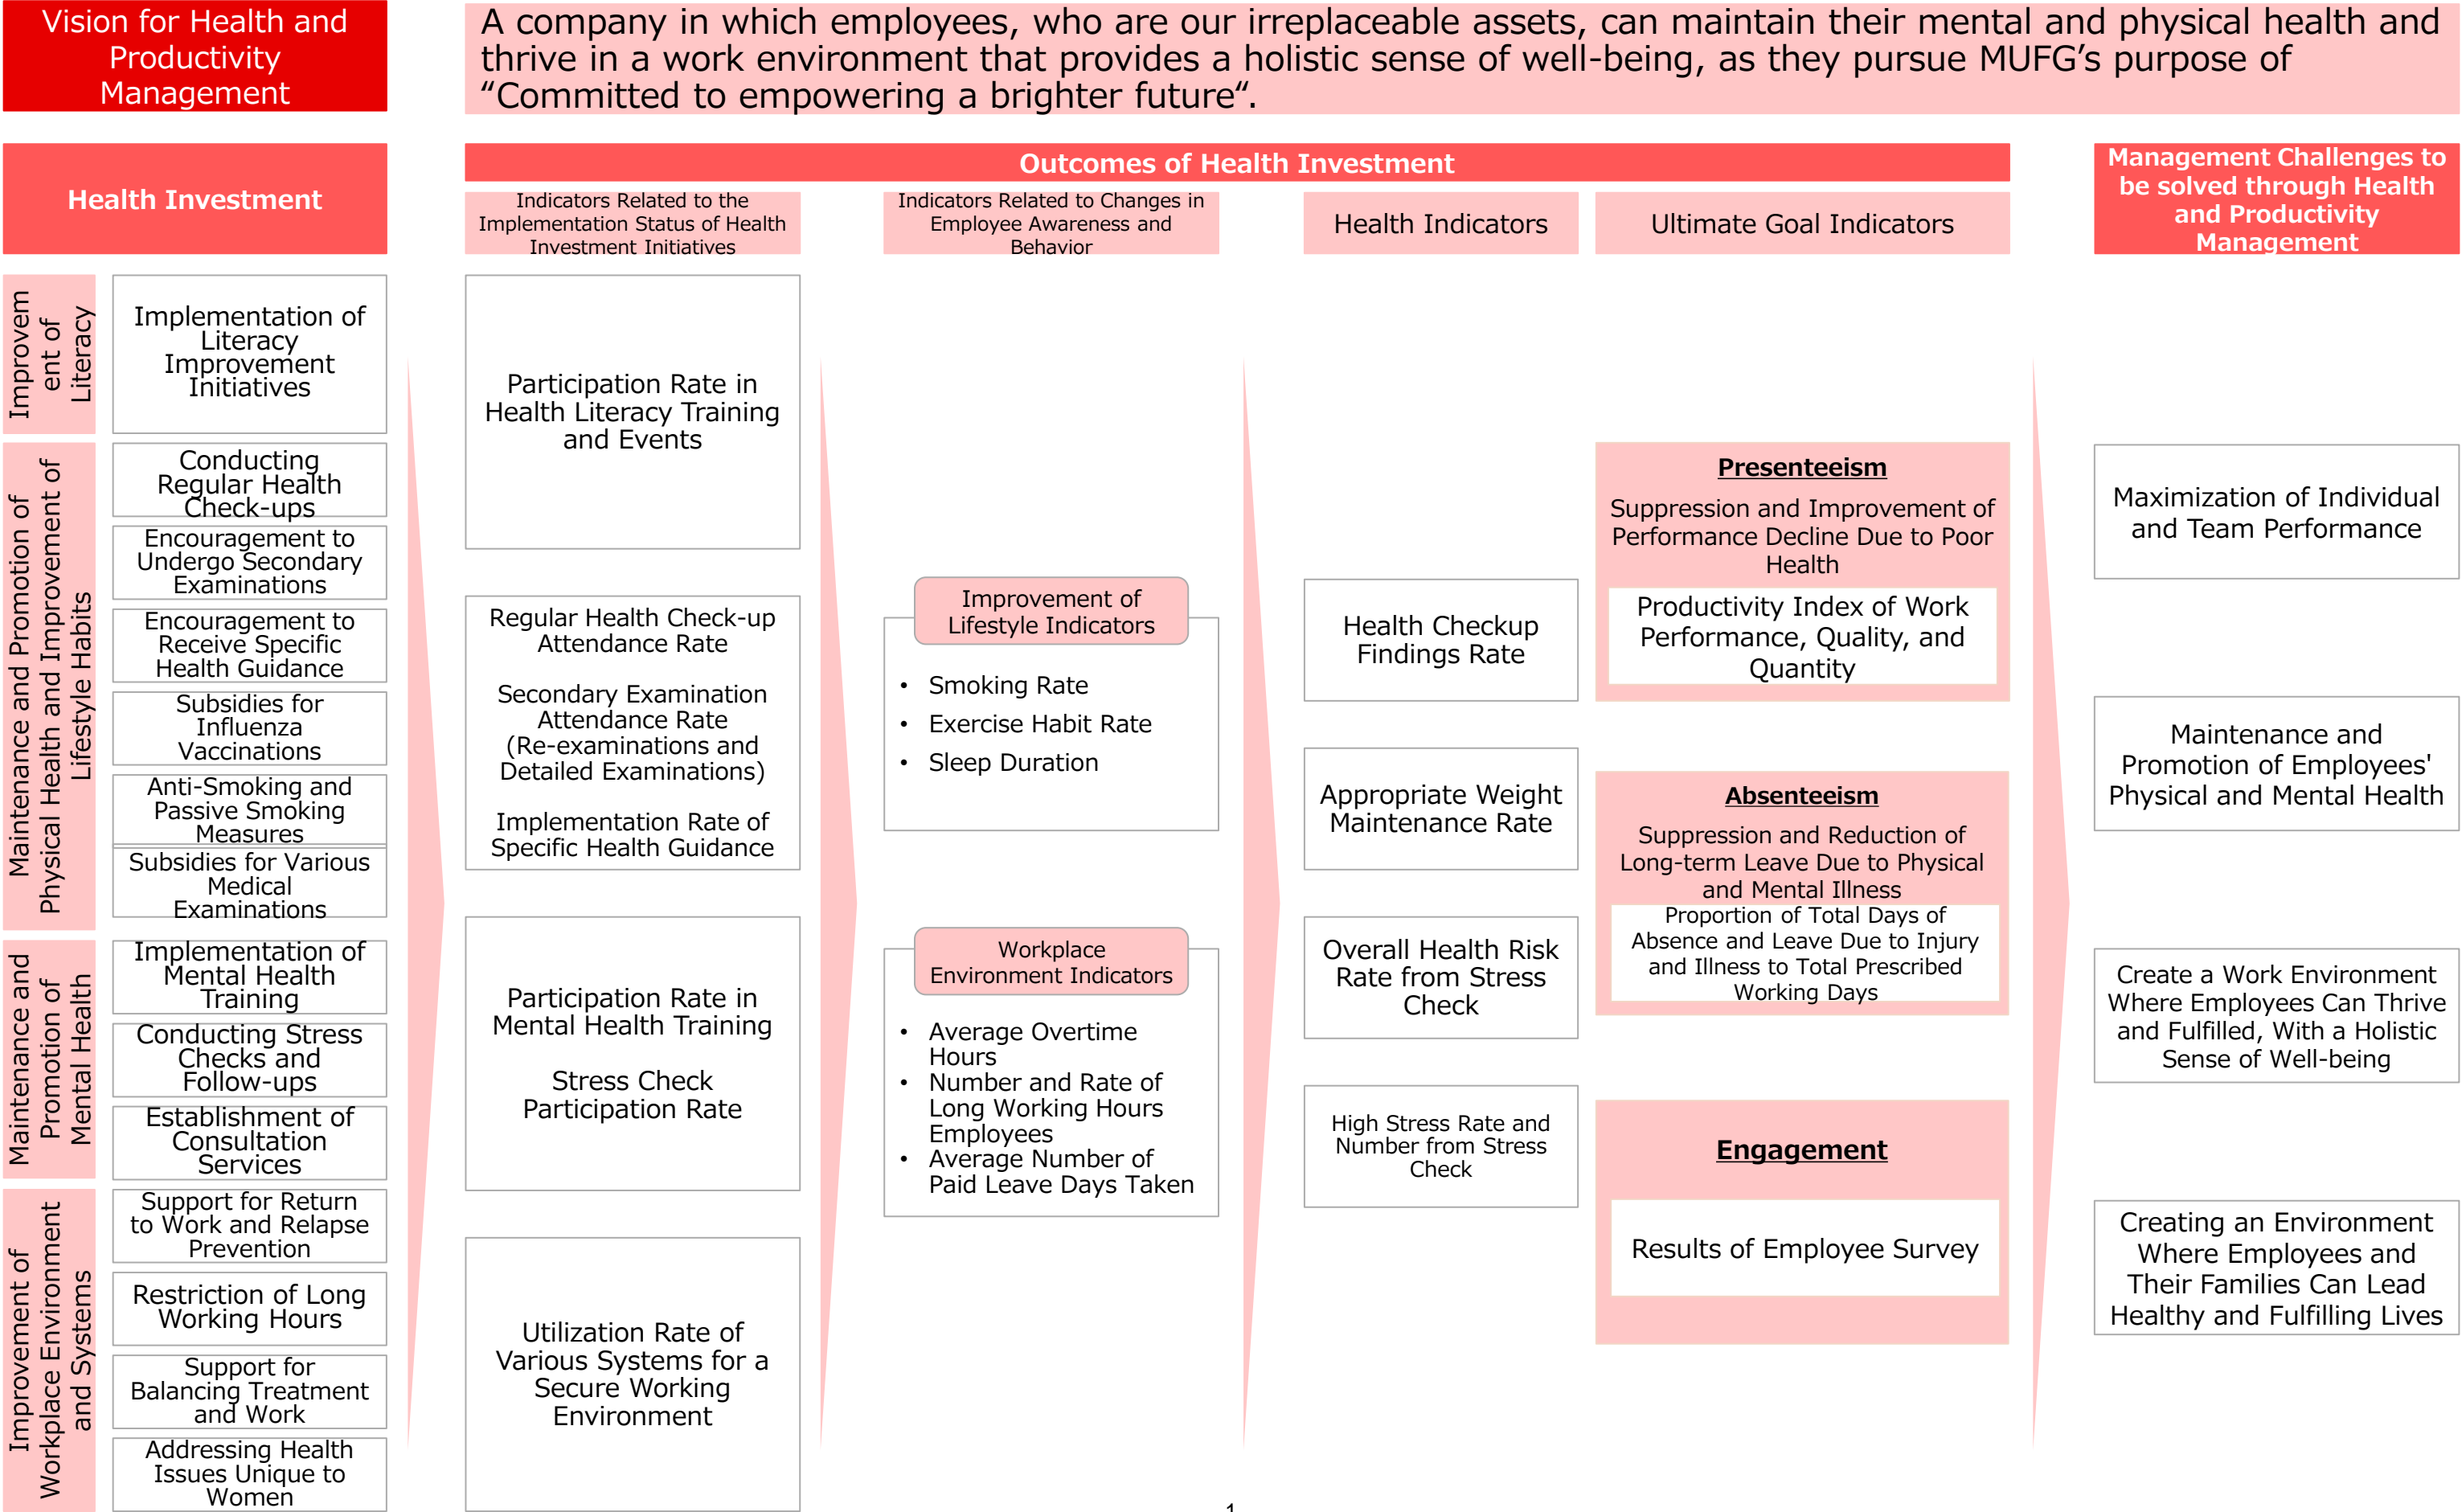 Vision for Health and
Productivity
Management
A company in which employees, who are our irreplaceable assets, can maintain their mental and physical health and
thrive in a work environment that provides a holistic sense of well-being, as they pursue MUFG’s purpose of
“Committed to empowering a brighter future“.
Health Investment
Outcomes of Health Investment
Indicators Related to the
Implementation Status of Health
Investment Initiatives
Indicators Related to Changes in
Employee Awareness and
Behavior
Health Indicators
Ultimate Goal Indicators
Management Challenges to
be solved through Health
and Productivity
Management
Improvem
ent of
Literacy
Implementation of
Literacy
Improvement
Initiatives
Maintenance and Promotion of
Physical Health and Improvement of
Lifestyle Habits
Conducting
Regular Health
Check-ups
Encouragement to
Undergo Secondary
Examinations
Encouragement to
Receive Specific
Health Guidance
Subsidies for
Influenza
Vaccinations
Anti-Smoking and
Passive Smoking
Measures
Subsidies for Various
Medical
Examinations
Maintenance and
Promotion of
Mental Health
Implementation of
Mental Health
Training
Conducting Stress
Checks and
Follow-ups
Establishment of
Consultation
Services
Improvement of
Workplace Environment
and Systems
Support for Return
to Work and Relapse
Prevention
Restriction of Long
Working Hours
Support for
Balancing Treatment
and Work
Addressing Health
Issues Unique to
Women
Participation Rate in
Health Literacy Training
and Events
Regular Health Check-up
Attendance Rate
Secondary Examination
Attendance Rate
(Re-examinations and
Detailed Examinations)
Implementation Rate of
Specific Health Guidance
Participation Rate in
Mental Health Training
Stress Check
Participation Rate
Utilization Rate of
Various Systems for a
Secure Working
Environment
Improvement of
Lifestyle Indicators
• Smoking Rate
• Exercise Habit Rate
• Sleep Duration
Workplace
Environment Indicators
• Average Overtime
Hours
• Number and Rate of
Long Working Hours
Employees
• Average Number of
Paid Leave Days Taken
Health Checkup
Findings Rate
Appropriate Weight
Maintenance Rate
Overall Health Risk
Rate from Stress
Check
High Stress Rate and
Number from Stress
Check
Presenteeism
Suppression and Improvement of
Performance Decline Due to Poor
Health
Productivity Index of Work
Performance, Quality, and
Quantity
Absenteeism
Suppression and Reduction of
Long-term Leave Due to Physical
and Mental Illness
Proportion of Total Days of
Absence and Leave Due to Injury
and Illness to Total Prescribed
Working Days
Engagement
Results of Employee Survey
Maximization of Individual
and Team Performance
Maintenance and
Promotion of Employees'
Physical and Mental Health
Create a Work Environment
Where Employees Can Thrive
and Fulfilled, With a Holistic
Sense of Well-being
Creating an Environment
Where Employees and
Their Families Can Lead
Healthy and Fulfilling Lives
1